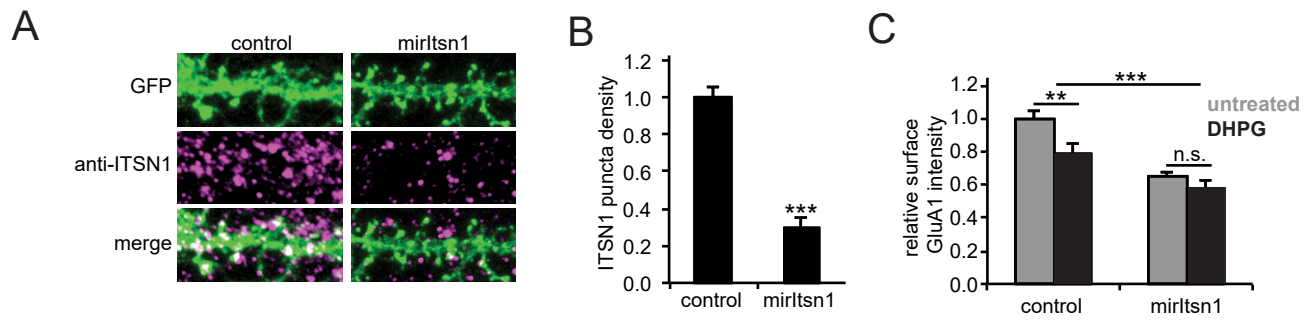 A
control
mirItsn1
GFP
anti-ITSN1
merge
B
ITSN1 puncta density
1.2
1.0
0.8
0.6
0.4
0.2
0.0
***
control
mirItsn1
C
relative surface
GluA1 intensity
1.2
1.0
0.8
0.6
0.4
0.2
0.0
***
**
n.s.
untreated
DHPG
control
mirItsn1